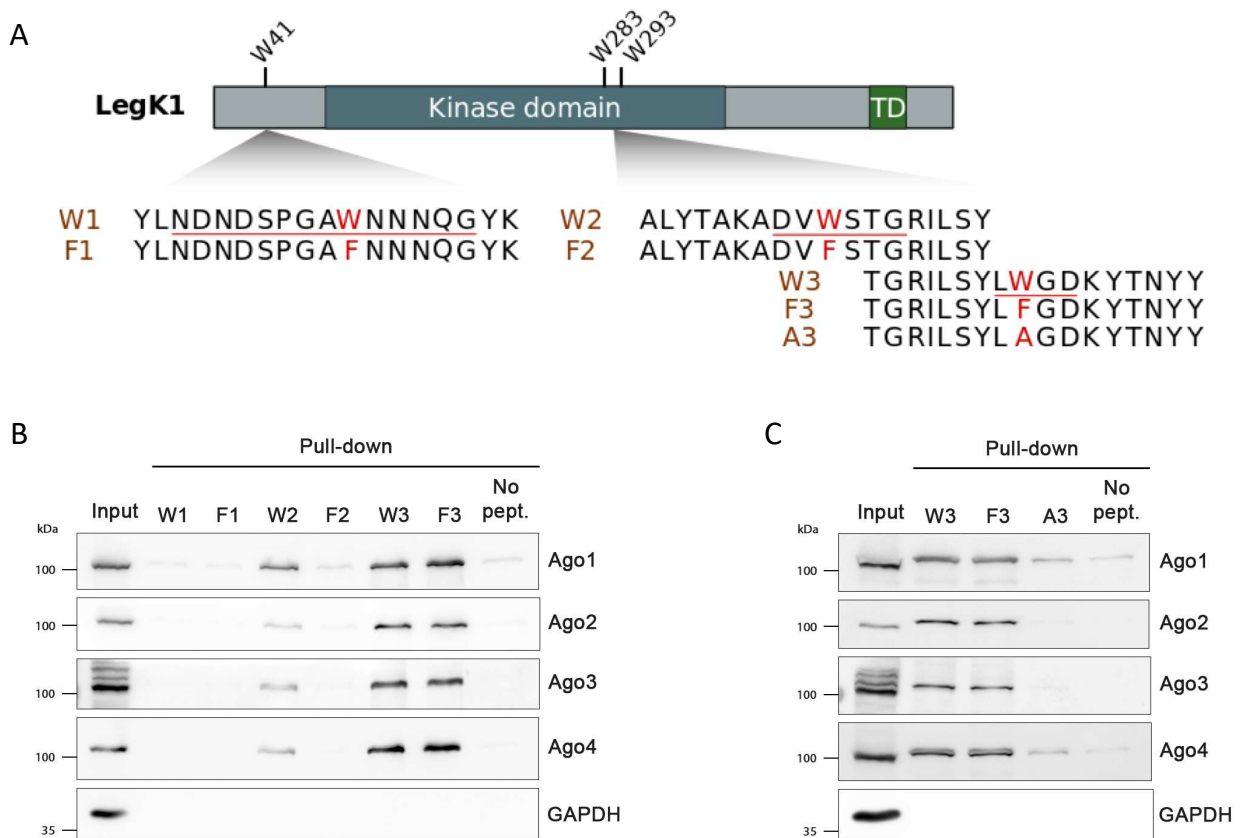 A
W41
W283
W293
LegK1
Kinase domain
TD
W1 YLNDNDSPGAWNNNQGYK
F1 YLNDNDSPGAFNNNQGYK
W2 ALYTAKADVWSTGRILSY
F2 ALYTAKADVFSTGRILSY
W3 TGRILSYLWGDKYTNYY
F3 TGRILSYLFGDKYTNYY
A3 TGRILSYLAGDKYTNYY
B
Pull-down
kDa
Input W1 F1 W2 F2 W3 F3 No pept.
100 Ago1
100 Ago2
100 Ago3
100 Ago4
35 GAPDH
C
Pull-down
kDa
Input W3 F3 A3 No pept.
100 Ago1
100 Ago2
100 Ago3
100 Ago4
35 GAPDH